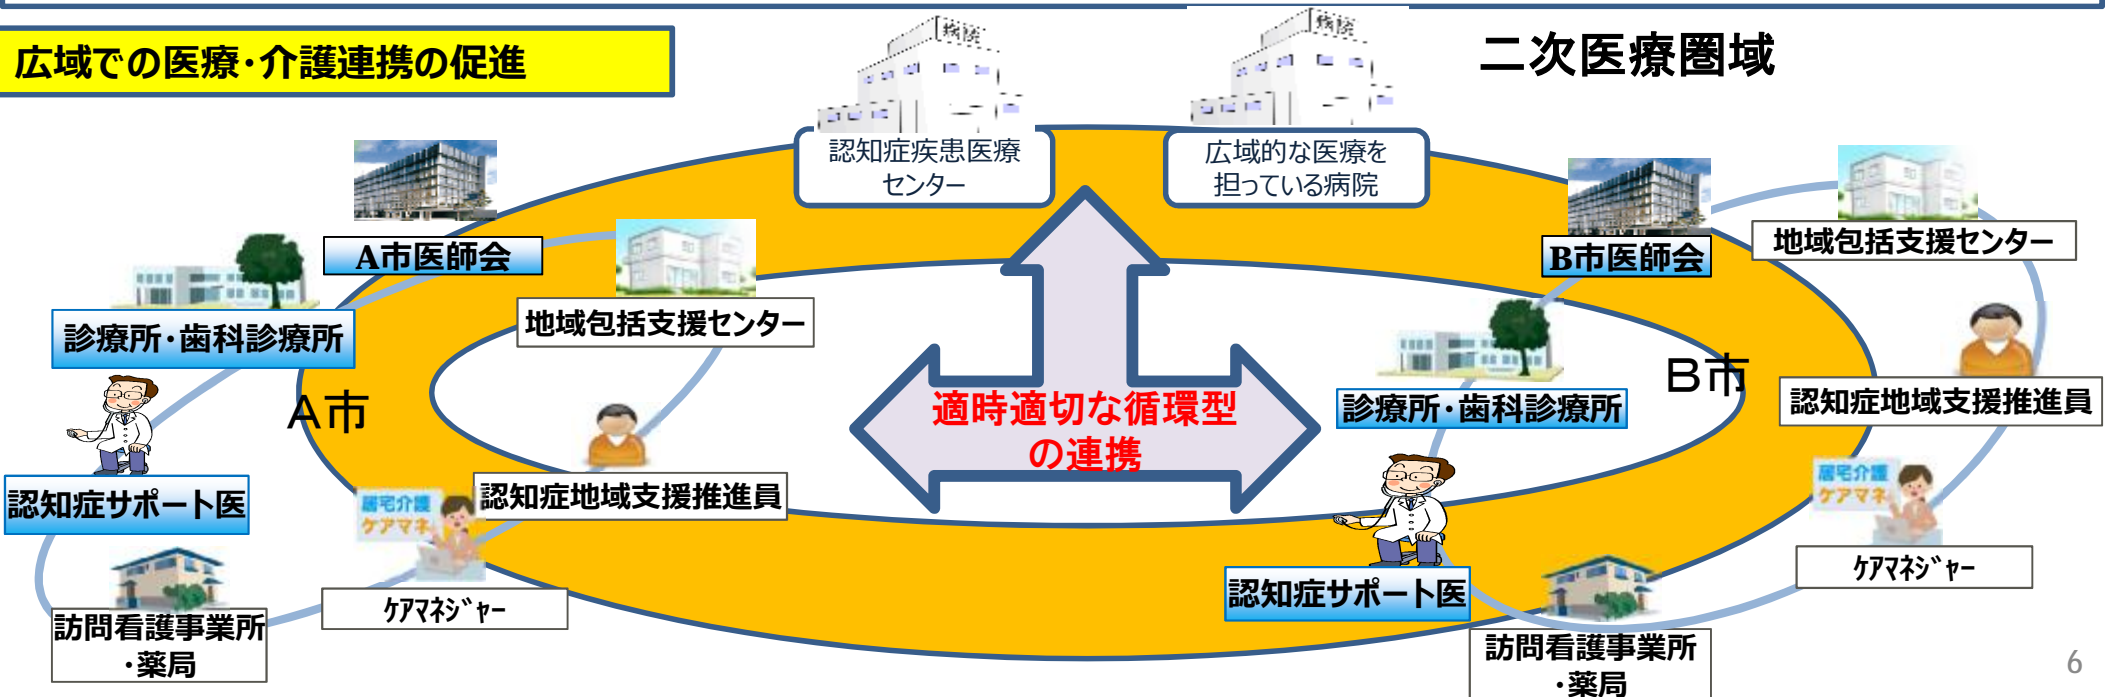 広域での医療・介護連携の促進
二次医療圏域
病院
病院
認知症疾患医療
センター
広域的な医療を
担っている病院
A市医師会
診療所・歯科診療所
地域包括支援センター
A市
認知症サポート医
認知症地域支援推進員
居宅介護
ケアマネ
ｹｱﾏﾈｼﾞｬｰ
訪問看護事業所
・薬局
適時適切な循環型
の連携
B市医師会
地域包括支援センター
診療所・歯科診療所
B市
認知症地域支援推進員
認知症サポート医
居宅介護
ケアマネ
ｹｱﾏﾈｼﾞｬｰ
訪問看護事業所
・薬局
6